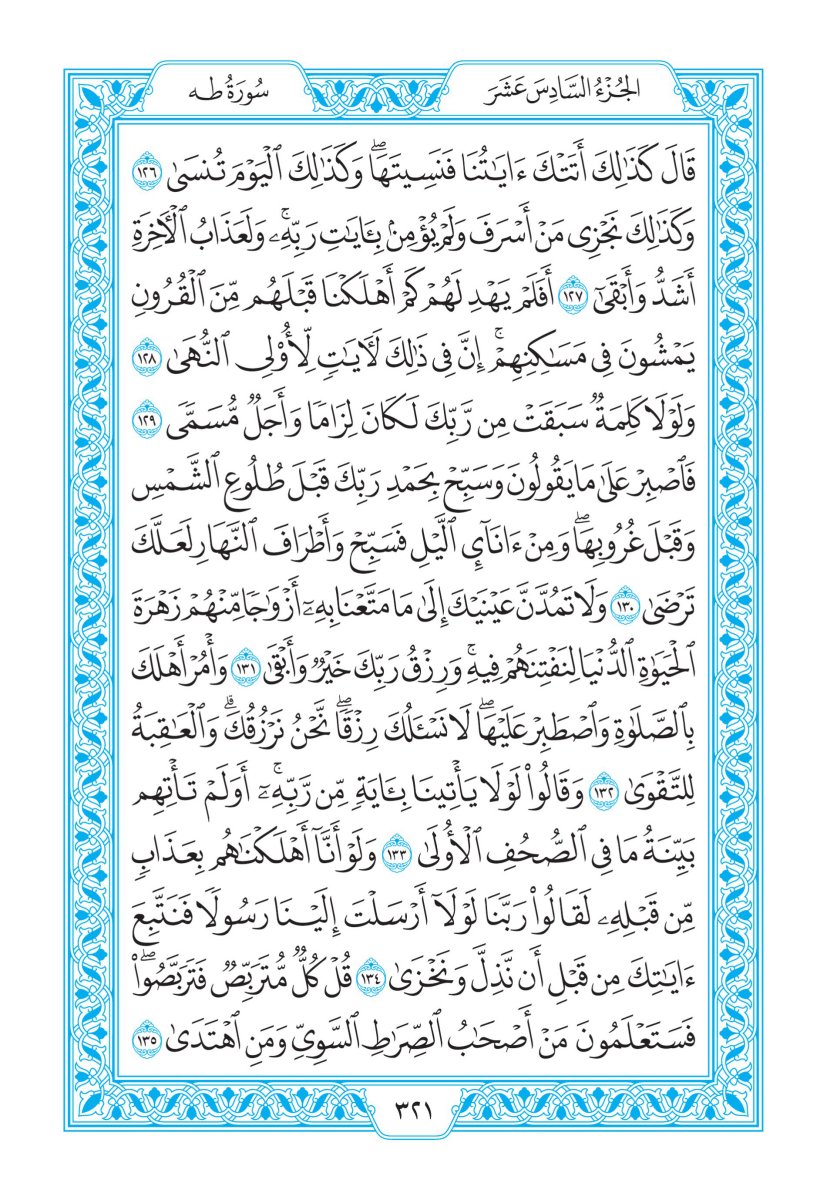 الجُزْءُ السَّادِسَ عَشَرَ
سُورَةُ طه
قَالَ كَذَٰلِكَ أَتَتۡكَ ءَايَٰتُنَا فَنَسِيتَهَاۖ وَكَذَٰلِكَ ٱلۡيَوۡمَ تُنسَىٰ ١٢٦
وَكَذَٰلِكَ نَجۡزِي مَنۡ أَسۡرَفَ وَلَمۡ يُؤۡمِنۢ بِـَٔايَٰتِ رَبِّهِۦۚ وَلَعَذَابُ ٱلۡأٓخِرَةِ
أَشَدُّ وَأَبۡقَىٰٓ ١٢٧ أَفَلَمۡ يَهۡدِ لَهُمۡ كَمۡ أَهۡلَكۡنَا قَبۡلَهُم مِّنَ ٱلۡقُرُونِ
يَمۡشُونَ فِي مَسَٰكِنِهِمۡۚ إِنَّ فِي ذَٰلِكَ لَأٓيَٰتٖ لِّأُوْلِي ٱلنُّهَىٰ ١٢٨
وَلَوۡلَا كَلِمَةٞ سَبَقَتۡ مِن رَّبِّكَ لَكَانَ لِزَامٗا وَأَجَلٞ مُّسَمّٗى ١٢٩
فَٱصۡبِرۡ عَلَىٰ مَا يَقُولُونَ وَسَبِّحۡ بِحَمۡدِ رَبِّكَ قَبۡلَ طُلُوعِ ٱلشَّمۡسِ
وَقَبۡلَ غُرُوبِهَاۖ وَمِنۡ ءَانَآيِٕ ٱلَّيۡلِ فَسَبِّحۡ وَأَطۡرَافَ ٱلنَّهَارِ لَعَلَّكَ
تَرۡضَىٰ ١٣٠ وَلَا تَمُدَّنَّ عَيۡنَيۡكَ إِلَىٰ مَا مَتَّعۡنَا بِهِۦٓ أَزۡوَٰجٗا مِّنۡهُمۡ زَهۡرَةَ
ٱلۡحَيَوٰةِ ٱلدُّنۡيَا لِنَفۡتِنَهُمۡ فِيهِۚ وَرِزۡقُ رَبِّكَ خَيۡرٞ وَأَبۡقَىٰ ١٣١ وَأۡمُرۡ أَهۡلَكَ
بِٱلصَّلَوٰةِ وَٱصۡطَبِرۡ عَلَيۡهَاۖ لَا نَسۡـَٔلُكَ رِزۡقٗاۖ نَّحۡنُ نَرۡزُقُكَۗ وَٱلۡعَٰقِبَةُ
لِلتَّقۡوَىٰ ١٣٢ وَقَالُواْ لَوۡلَا يَأۡتِينَا بِـَٔايَةٖ مِّن رَّبِّهِۦٓۚ أَوَلَمۡ تَأۡتِهِم
بَيِّنَةُ مَا فِي ٱلصُّحُفِ ٱلۡأُولَىٰ ١٣٣ وَلَوۡ أَنَّآ أَهۡلَكۡنَٰهُم بِعَذَابٖ
مِّن قَبۡلِهِۦ لَقَالُواْ رَبَّنَا لَوۡلَآ أَرۡسَلۡتَ إِلَيۡنَا رَسُولٗا فَنَتَّبِعَ
ءَايَٰتِكَ مِن قَبۡلِ أَن نَّذِلَّ وَنَخۡزَىٰ ١٣٤ قُلۡ كُلّٞ مُّتَرَبِّصٞ فَتَرَبَّصُواْۖ
فَسَتَعۡلَمُونَ مَنۡ أَصۡحَٰبُ ٱلصِّرَٰطِ ٱلسَّوِيِّ وَمَنِ ٱهۡتَدَىٰ ١٣٥
٣٢١